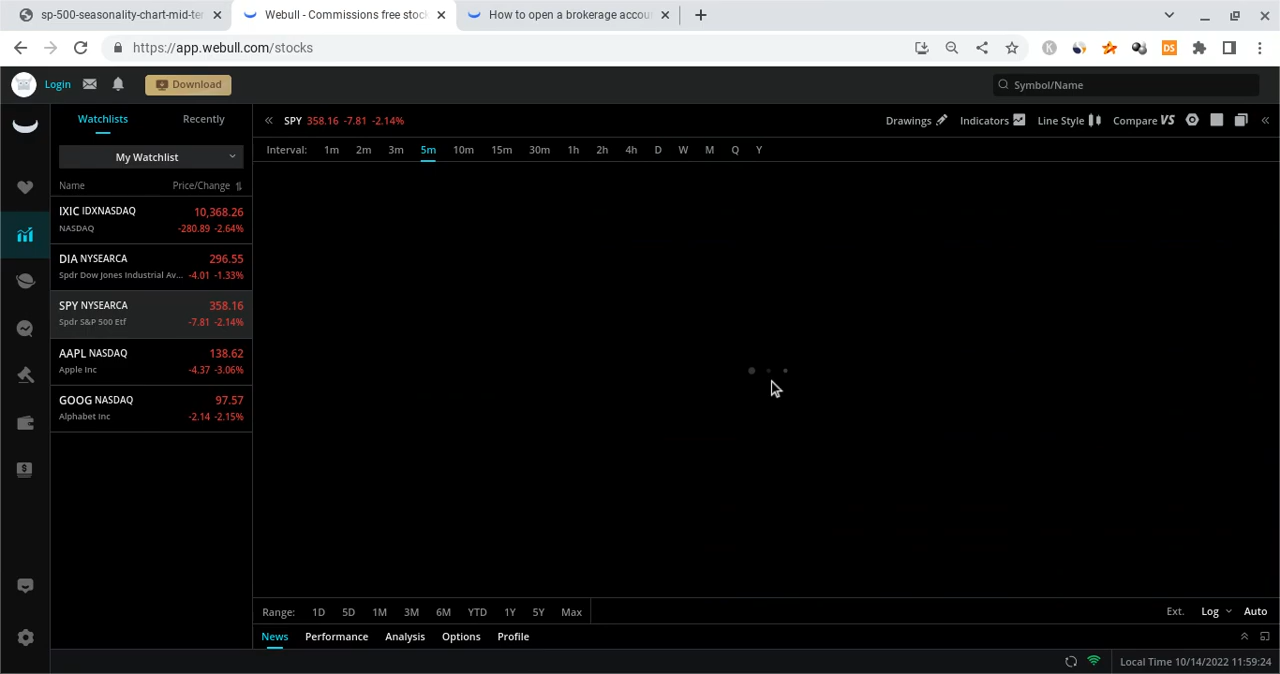 sp-500-seasonality-chart-mid-ter
Webull - Commissions free stoc
How to open a brokerage accou
https://app.webull.com/stocks
K
DS
Login
Download
Symbol/Name
Watchlists
Recently
SPY 358.16 -7.81 -2.14%
Drawings
Indicators
Line Style
Compare VS
My Watchlist
Interval: 1m 2m 3m 5m 10m 15m 30m 1h 2h 4h D W M Q Y
Name Price/Change
IXIC IDXNASDAQ 10,368.26
NASDAQ -280.89 -2.64%
DIA NYSEARCA 296.55
Spdr Dow Jones Industrial Av... -4.01 -1.33%
SPY NYSEARCA 358.16
Spdr S&P 500 Etf -7.81 -2.14%
AAPL NASDAQ 138.62
Apple Inc -4.37 -3.06%
GOOG NASDAQ 97.57
Alphabet Inc -2.14 -2.15%
Range: 1D 5D 1M 3M 6M YTD 1Y 5Y Max
Ext. Log Auto
News Performance Analysis Options Profile
Local Time 10/14/2022 11:59:24